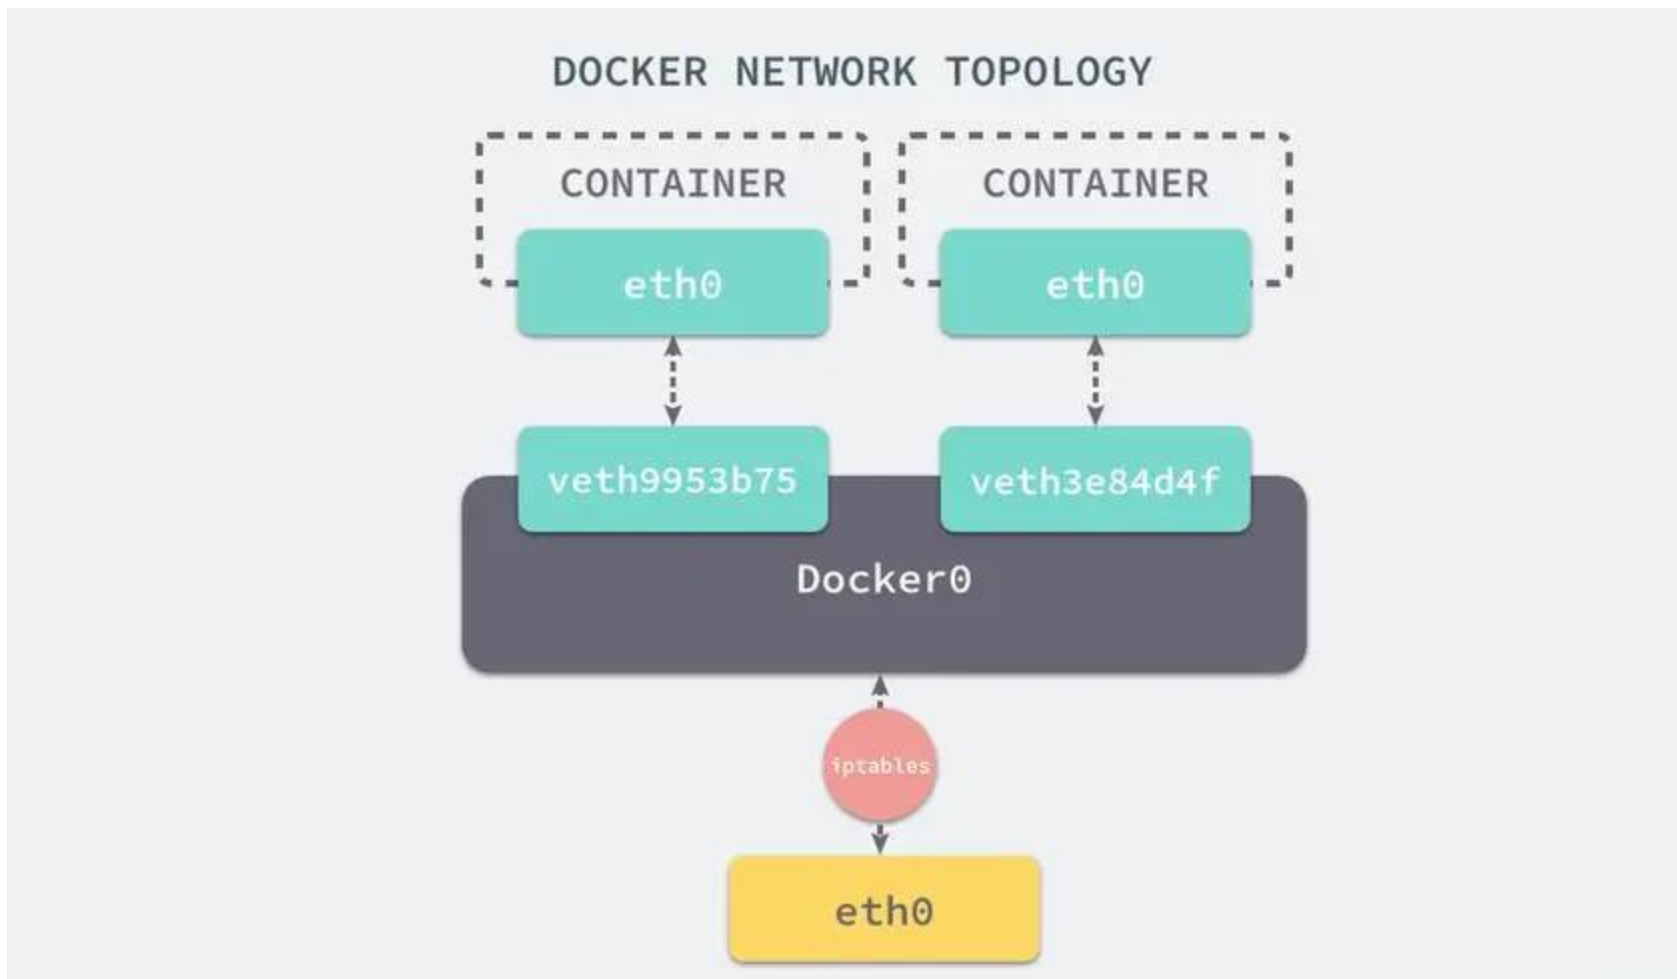 DOCKER NETWORK TOPOLOGY
CONTAINER CONTAINER
eth0 eth0
veth9953b75 veth3e84d4f
Docker0
iptables
eth0